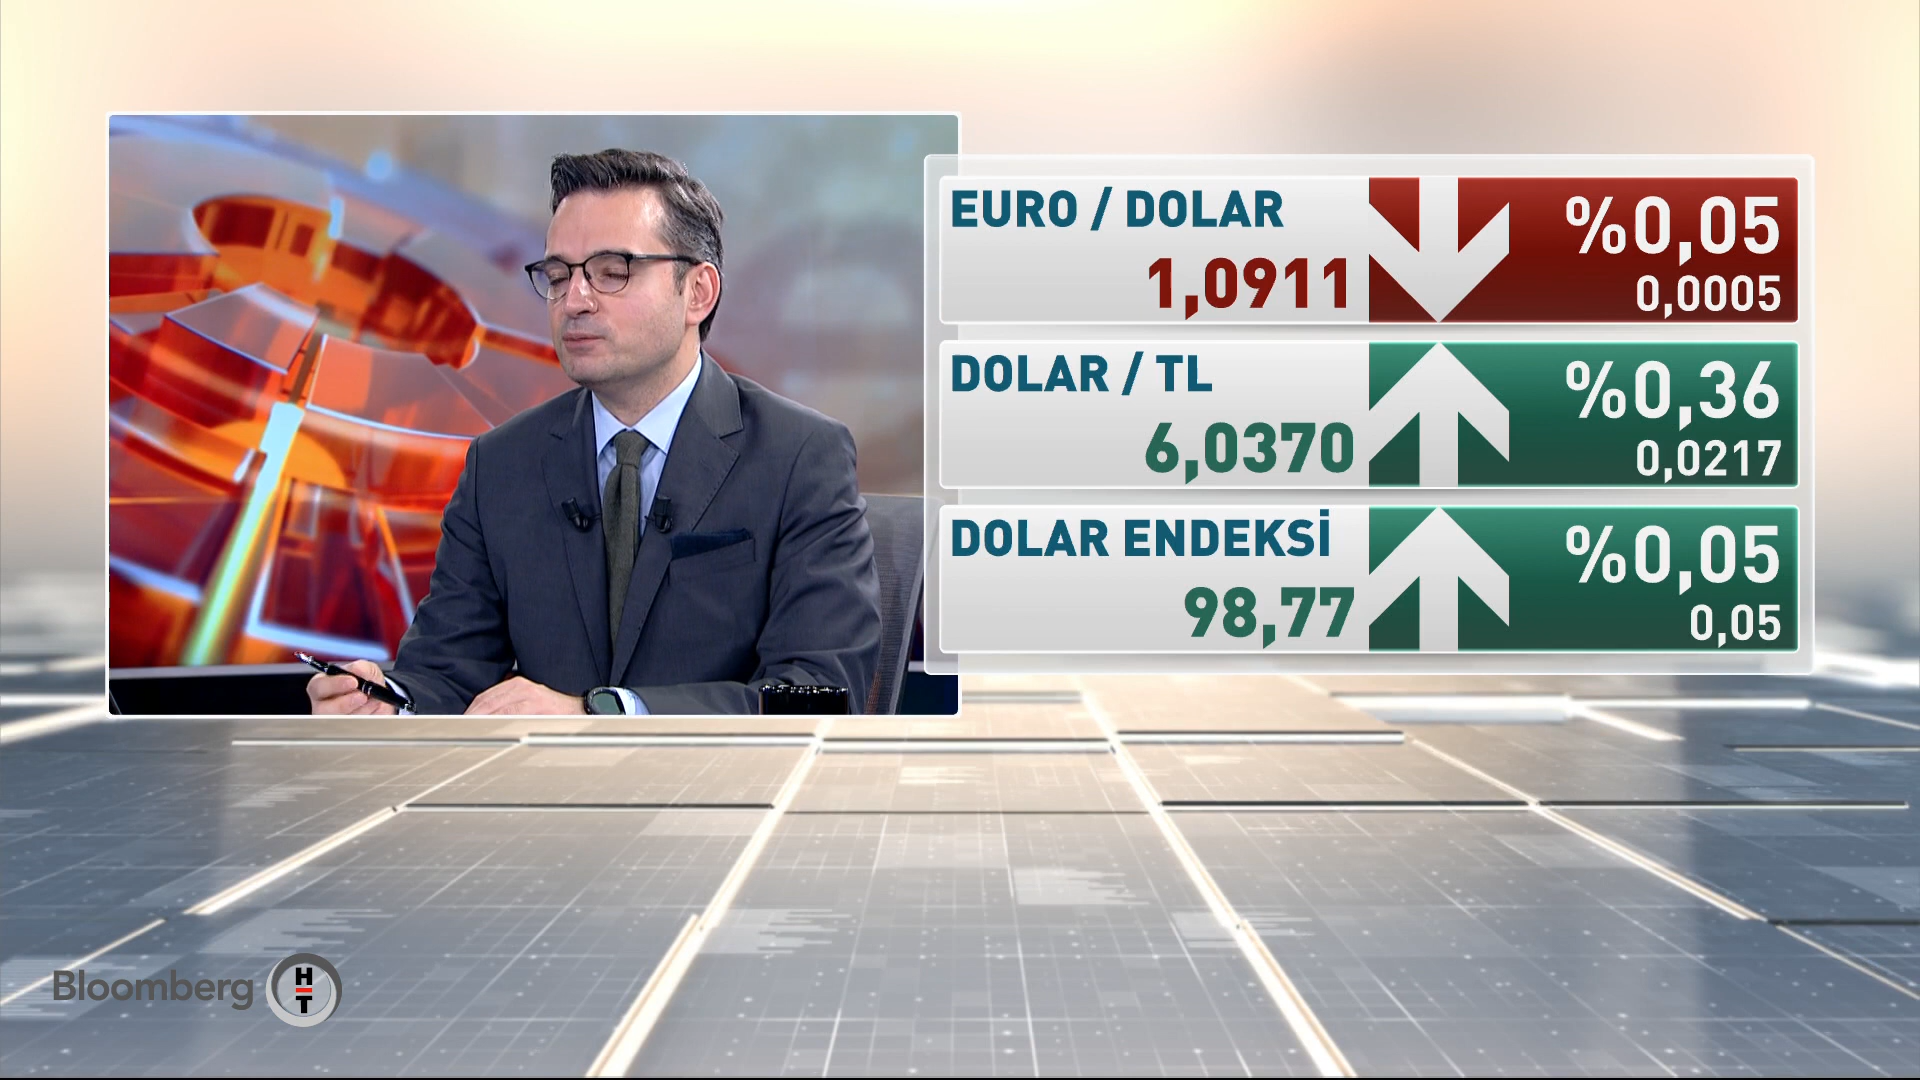 EURO / DOLAR
1,0911
%0,05
0,0005
DOLAR / TL
6,0370
%0,36
0,0217
DOLAR ENDEKSİ
98,77
%0,05
0,05
Bloomberg HT